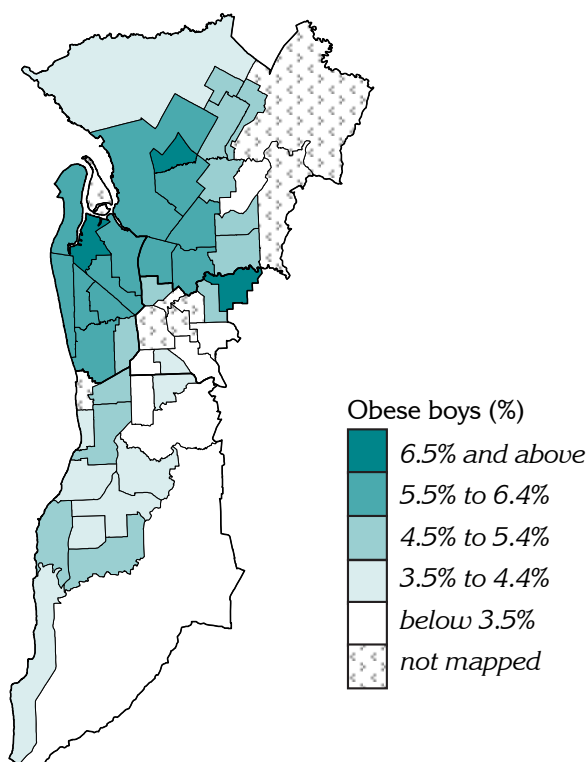 Obese boys (%)
6.5% and above
5.5% to 6.4%
4.5% to 5.4%
3.5% to 4.4%
below 3.5%
not mapped